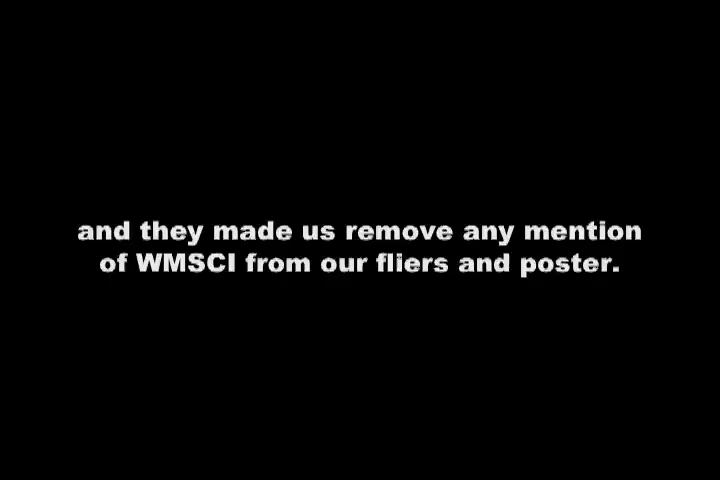 and they made us remove any mention
of WMSCI from our fliers and poster.